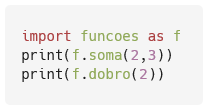 import funcoes as f
print(f.soma(2,3))
print(f.dobro(2))